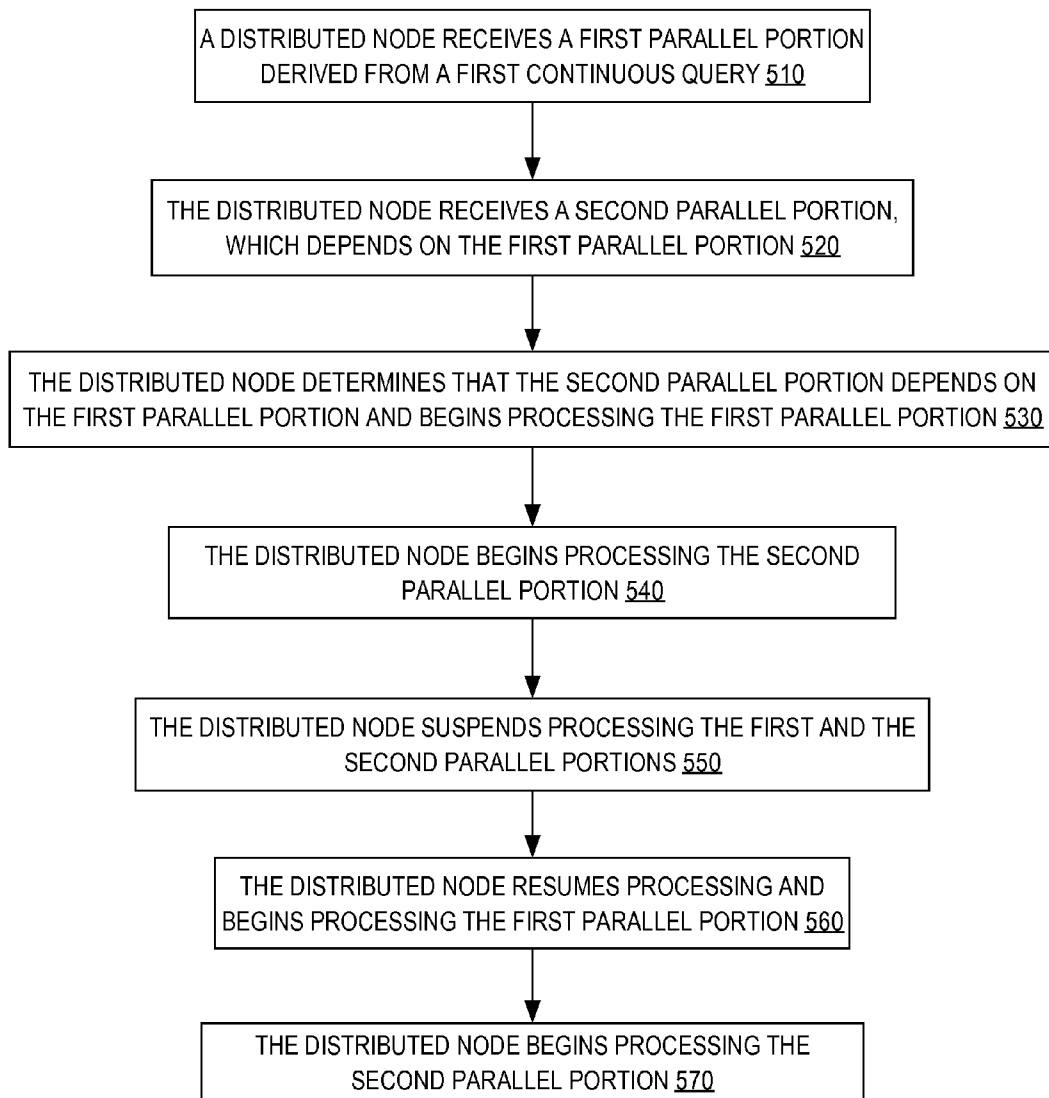 A DISTRIBUTED NODE RECEIVES A FIRST PARALLEL PORTION
DERIVED FROM A FIRST CONTINUOUS QUERY 510
THE DISTRIBUTED NODE RECEIVES A SECOND PARALLEL PORTION,
WHICH DEPENDS ON THE FIRST PARALLEL PORTION 520
THE DISTRIBUTED NODE DETERMINES THAT THE SECOND PARALLEL PORTION DEPENDS ON
THE FIRST PARALLEL PORTION AND BEGINS PROCESSING THE FIRST PARALLEL PORTION 530
THE DISTRIBUTED NODE BEGINS PROCESSING THE SECOND
PARALLEL PORTION 540
THE DISTRIBUTED NODE SUSPENDS PROCESSING THE FIRST AND THE
SECOND PARALLEL PORTIONS 550
THE DISTRIBUTED NODE RESUMES PROCESSING AND
BEGINS PROCESSING THE FIRST PARALLEL PORTION 560
THE DISTRIBUTED NODE BEGINS PROCESSING THE
SECOND PARALLEL PORTION 570